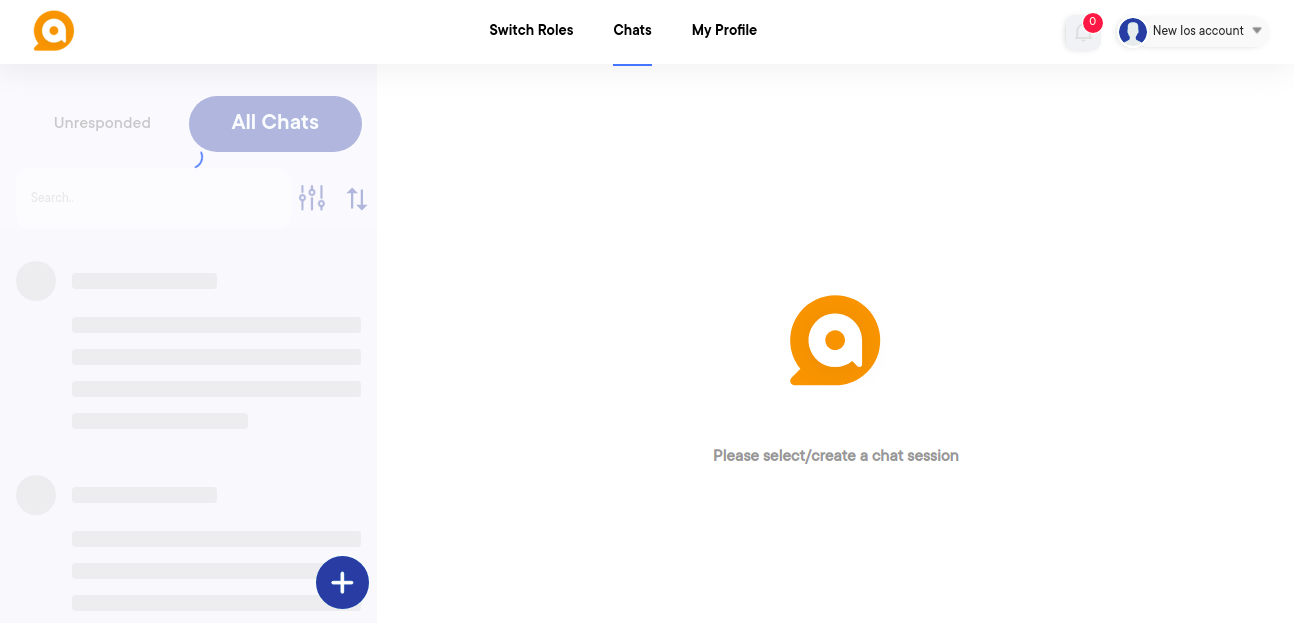 Switch Roles
Chats
My Profile
0
New Ios account
Unresponded
All Chats
Search..
Please select/create a chat session